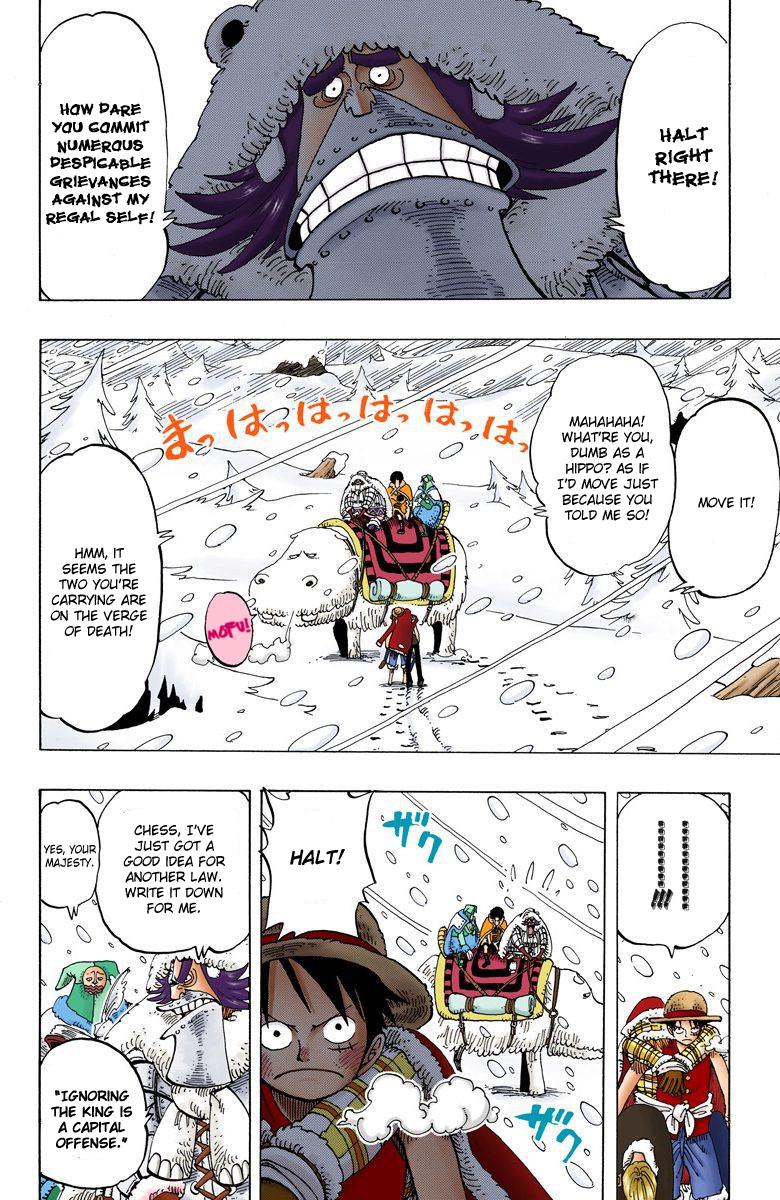 HALT
RIGHT
THERE!
HOW DARE
YOU COMMIT
NUMEROUS
DESPICABLE
GRIEVANCES
AGAINST MY
REGAL SELF!
MOVE IT!
MAHAHAHA!
WHAT'RE YOU,
DUMB AS A
HIPPO? AS IF
I'D MOVE JUST
BECAUSE YOU
TOLD ME SO!
まっはっはっはっはっはっ
HMM, IT
SEEMS THE
TWO YOU'RE
CARRYING ARE
ON THE VERGE
OF DEATH!
MOFU!
.........!!!
HALT!
ザク
ザク
CHESS, I'VE
JUST GOT A
GOOD IDEA FOR
ANOTHER LAW.
WRITE IT DOWN
FOR ME.
YES, YOUR
MAJESTY.
"IGNORING
THE KING IS
A CAPITAL
OFFENSE."